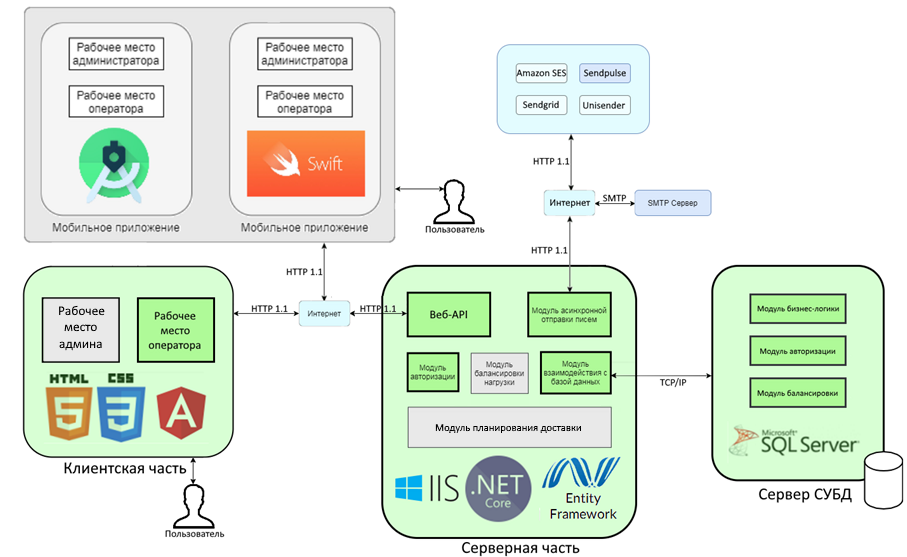 Рабочее место
администратора
Рабочее место
оператора
Мобильное приложение
Рабочее место
администратора
Рабочее место
оператора
Swift
Мобильное приложение
Пользователь
Amazon SES
Sendpulse
Sendgrid
Unisender
HTTP 1.1
Интернет
SMTP
SMTP Сервер
HTTP 1.1
HTTP 1.1
HTTP 1.1
Интернет
HTTP 1.1
Рабочее
место
админа
Рабочее
место
оператора
HTML
5
CSS
3
A
Клиентская часть
Пользователь
Веб-API
Модуль асинхронной
отправки писем
Модуль
авторизации
Модуль
балансировки
нагрузки
Модуль
взаимодействия с
базой данных
Модуль планирования доставки
IIS
.NET
Core
Entity
Framework
Серверная часть
TCP/IP
Модуль бизнес-логики
Модуль авторизации
Модуль балансировки
Microsoft®
SQL Server®
Сервер СУБД